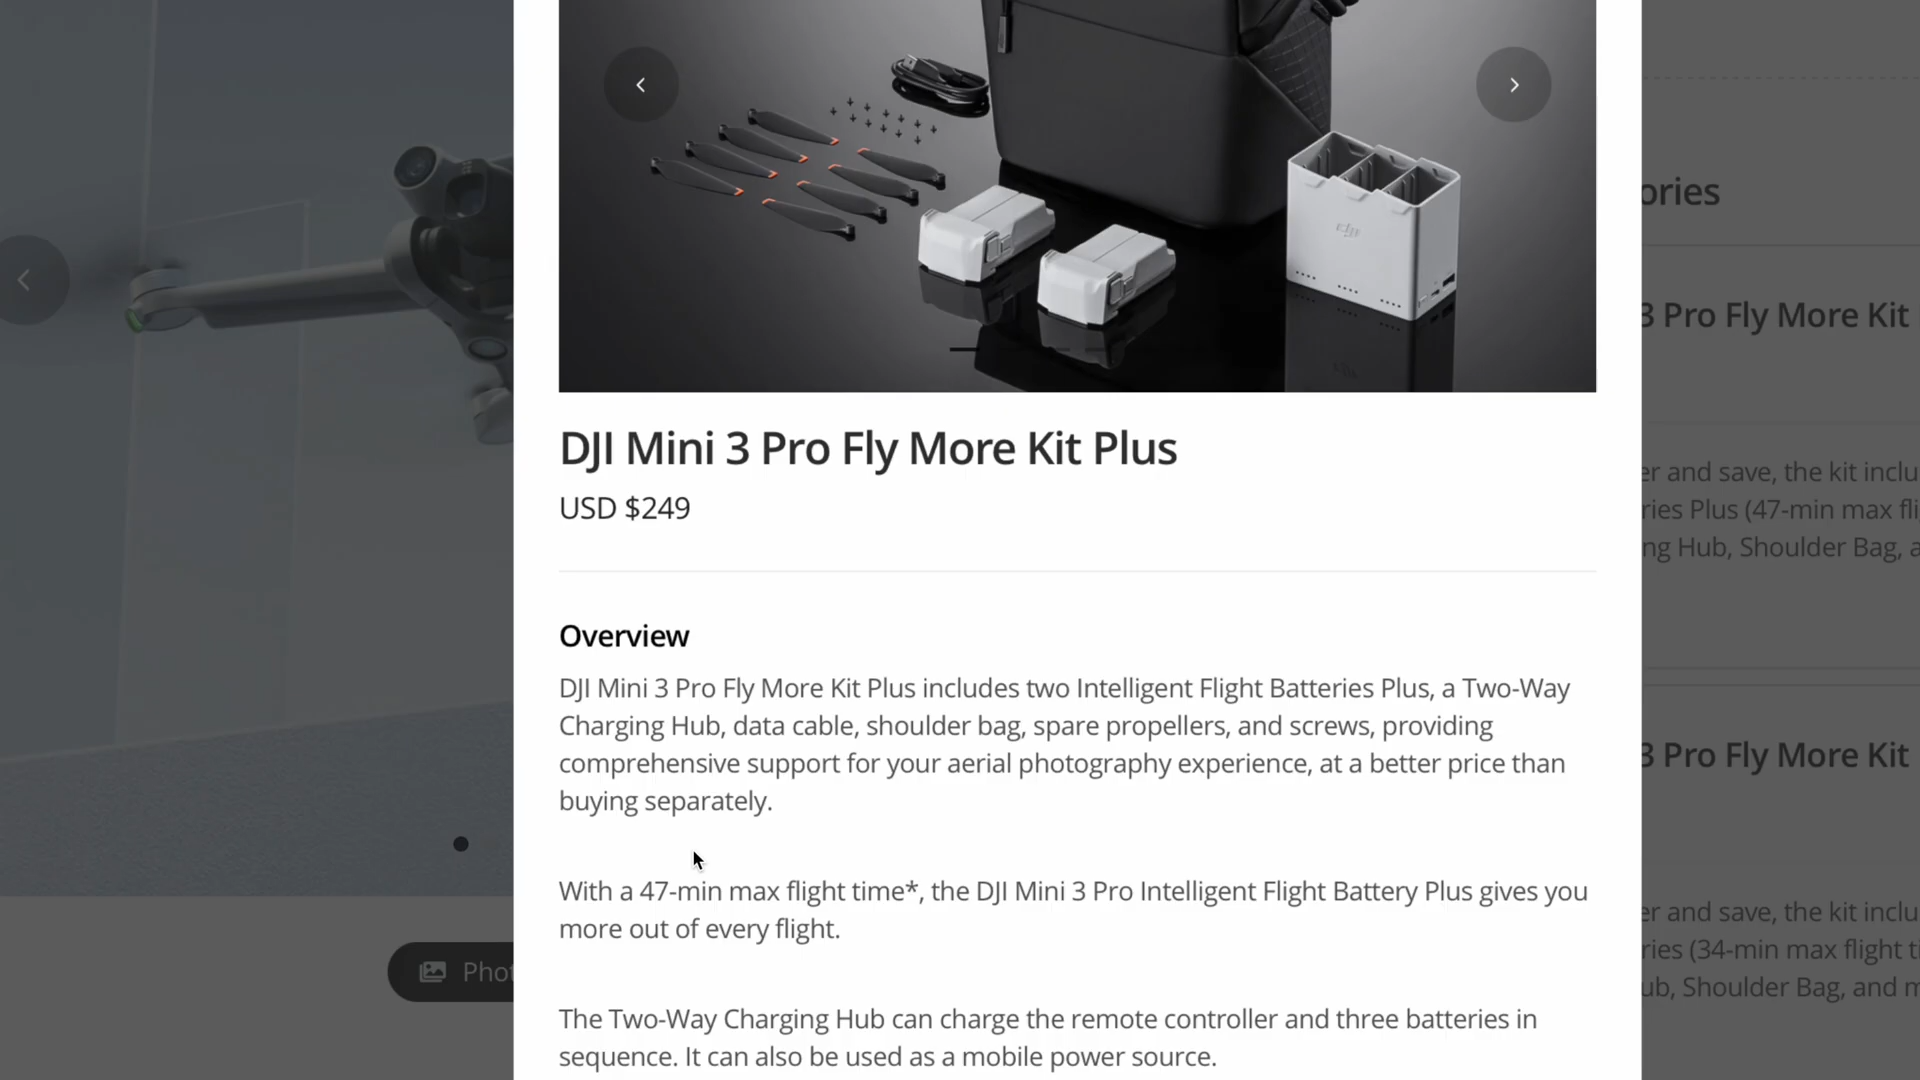 dji
DJI Mini 3 Pro Fly More Kit Plus
USD $249
Overview
DJI Mini 3 Pro Fly More Kit Plus includes two Intelligent Flight Batteries Plus, a Two-Way
Charging Hub, data cable, shoulder bag, spare propellers, and screws, providing
comprehensive support for your aerial photography experience, at a better price than
buying separately.
With a 47-min max flight time*, the DJI Mini 3 Pro Intelligent Flight Battery Plus gives you
more out of every flight.
The Two-Way Charging Hub can charge the remote controller and three batteries in
sequence. It can also be used as a mobile power source.
Phot
ories
3 Pro Fly More Kit
er and save, the kit inclu
ries Plus (47-min max fli
ng Hub, Shoulder Bag, a
3 Pro Fly More Kit
er and save, the kit inclu
ries (34-min max flight ti
ub, Shoulder Bag, and m